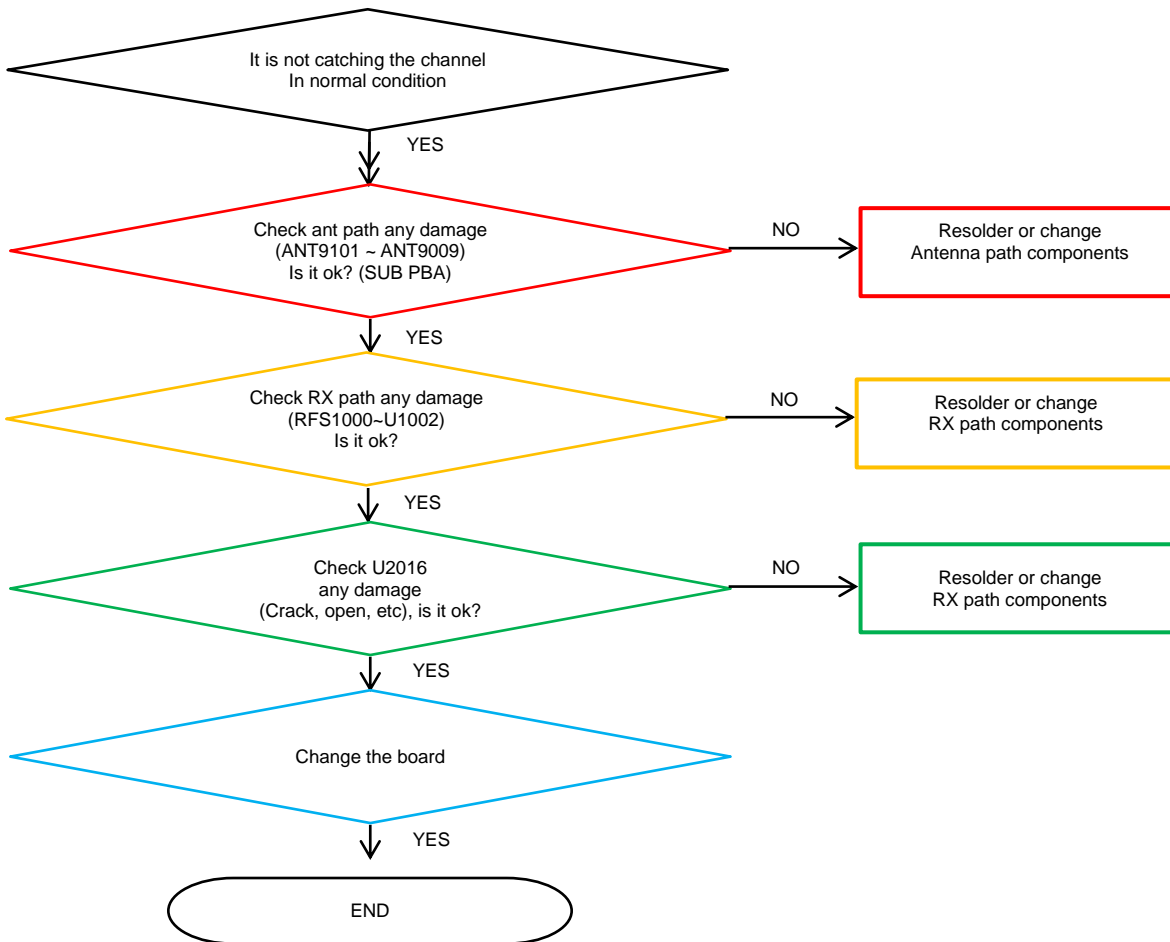 It is not catching the channel
In normal condition
YES
Check ant path any damage
(ANT9101 ~ ANT9009)
Is it ok? (SUB PBA)
NO
Resolder or change
Antenna path components
YES
Check RX path any damage
(RFS1000~U1002)
Is it ok?
NO
Resolder or change
RX path components
YES
Check U2016
any damage
(Crack, open, etc), is it ok?
NO
Resolder or change
RX path components
YES
Change the board
YES
END